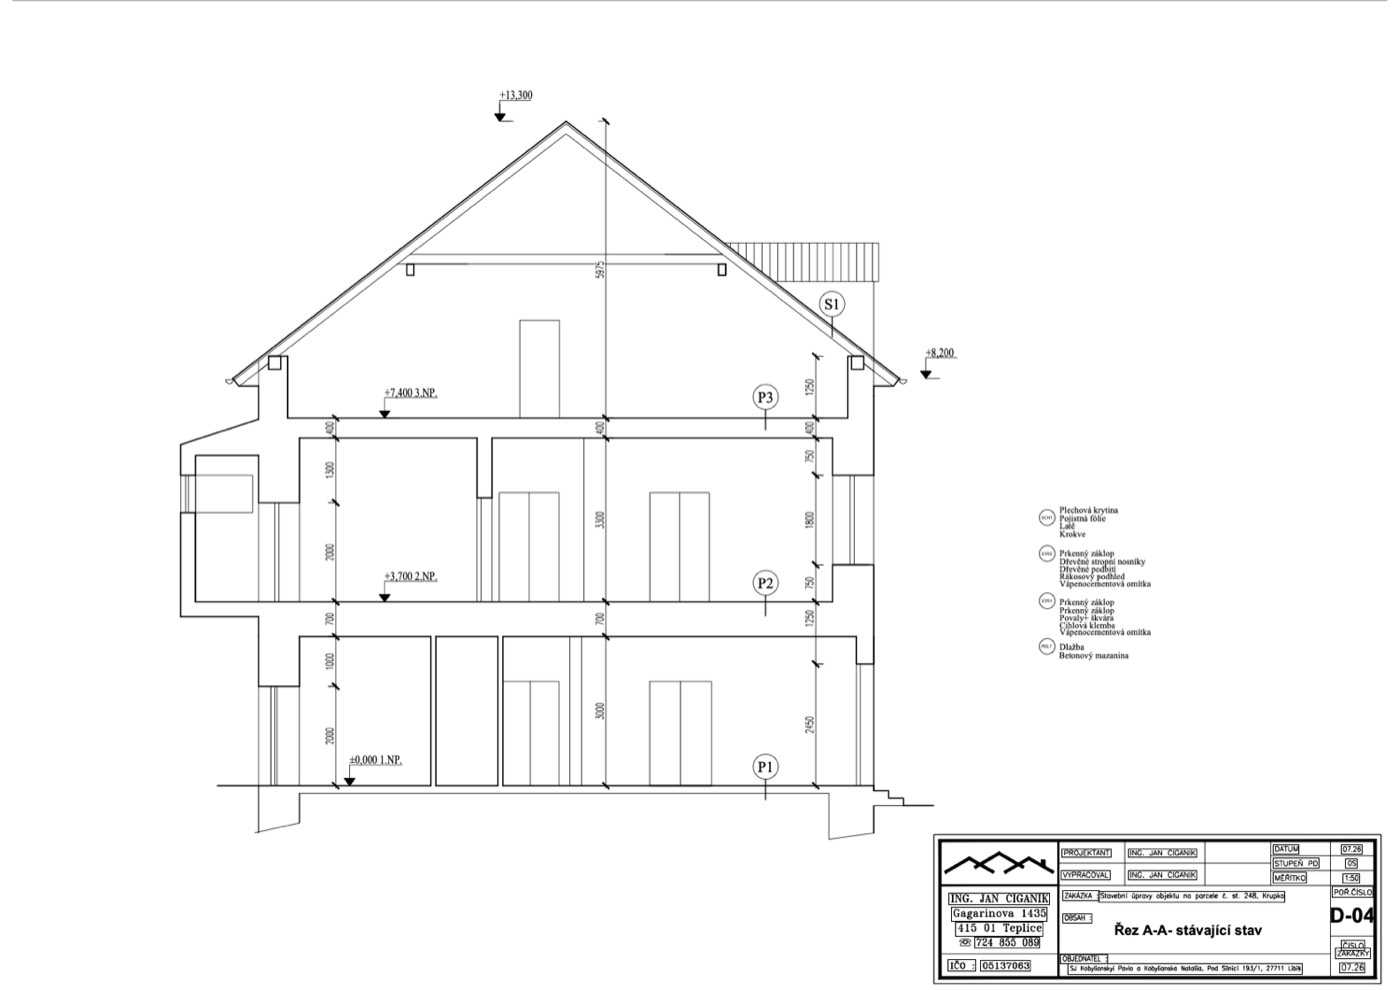 +13,300
5975
S1
+8,200
1250
+7,400 3.NP.
P3
400
400
400
750
1300
3300
1800
2000
+3,700 2.NP.
P2
750
700
700
1250
1000
3000
2450
2000
±0,000 1.NP.
P1
Plechová krytina
Pojistná fólie
Latě
Krokve
Prkenný záklop
Dřevěné stropní nosníky
Dřevěné podbití
Rákosový podhled
Vápenocementová omítka
Prkenný záklop
Prkenný záklop
Povaly+ škvára
Cihlová klemba
Vápenocementová omítka
Dlažba
Betonový mazanina
PROJEKTANT ING. JAN CIGANIK
VYPRACOVAL ING. JAN CIGANIK
DATUM 07.26
STUPEŇ PD OS
MĚŘÍTKO 1:50
ING. JAN CIGANIK
Gagarinova 1435
415 01 Teplice
☏ 724 855 089
IČO : 05137063
ZAKÁZKA : Stavební úpravy objektu na parcele č. st. 248, Krupka
OBSAH :
Řez A-A- stávající stav
OBJEDNATEL :
SJ Kobylianskyi Pavlo a Kobylianska Natalia, Pod Silnicí 193/1, 27711 Libiš
POŘ.ČÍSLO
D-04
ČÍSLO
ZAKÁZKY
07.26